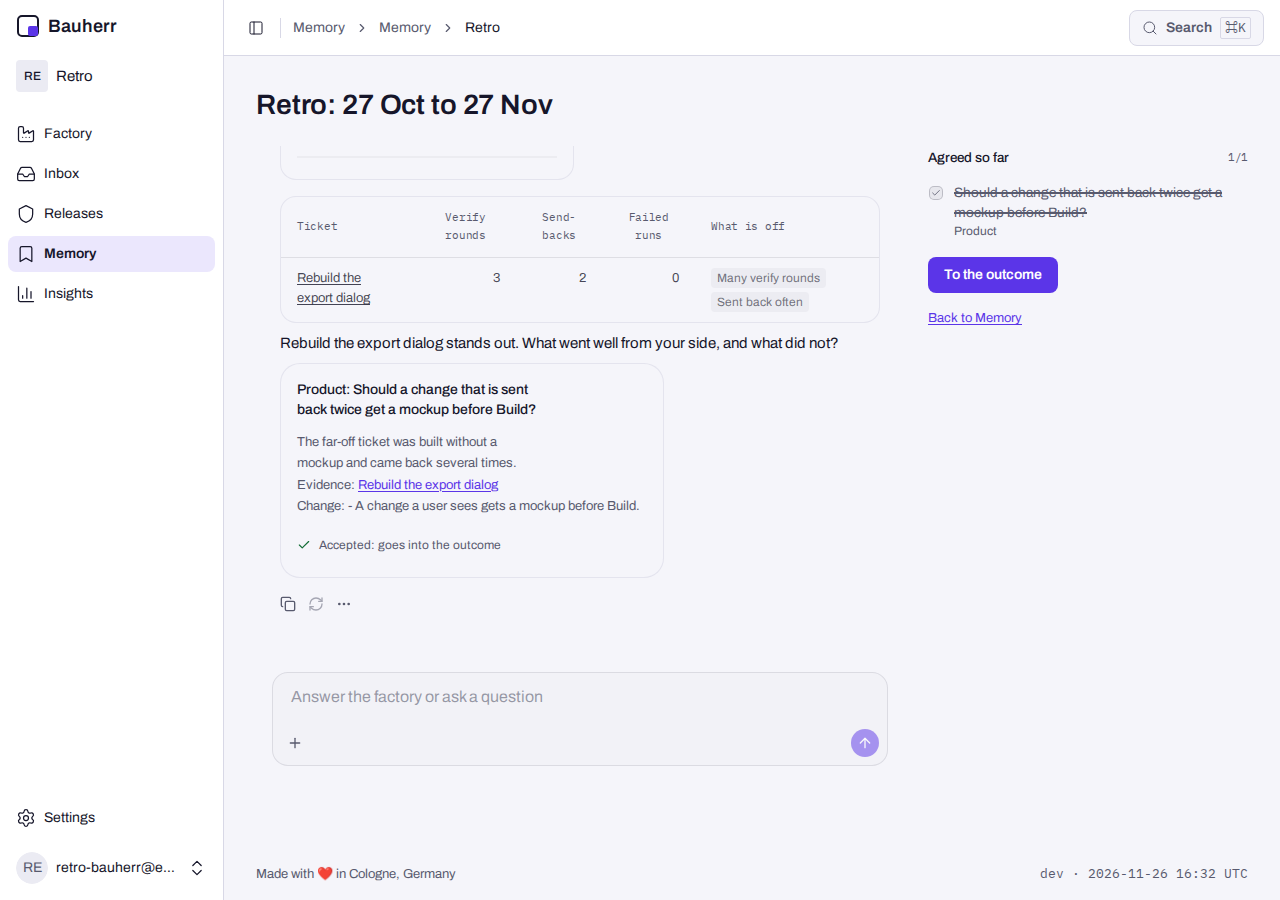 Bauherr
RE Retro
Factory
Inbox
Releases
Memory
Insights
Settings
RE retro-bauherr@e...
Memory > Memory > Retro
Search ⌘K
Retro: 27 Oct to 27 Nov
Ticket Verify rounds Send-backs Failed runs What is off
Rebuild the export dialog 3 2 0 Many verify rounds
Sent back often
Rebuild the export dialog stands out. What went well from your side, and what did not?
Product: Should a change that is sent
back twice get a mockup before Build?
The far-off ticket was built without a
mockup and came back several times.
Evidence: Rebuild the export dialog
Change: - A change a user sees gets a mockup before Build.
Accepted: goes into the outcome
Answer the factory or ask a question
Agreed so far 1/1
Should a change that is sent back twice get a
mockup before Build?
Product
To the outcome
Back to Memory
Made with ❤️ in Cologne, Germany
dev · 2026-11-26 16:32 UTC